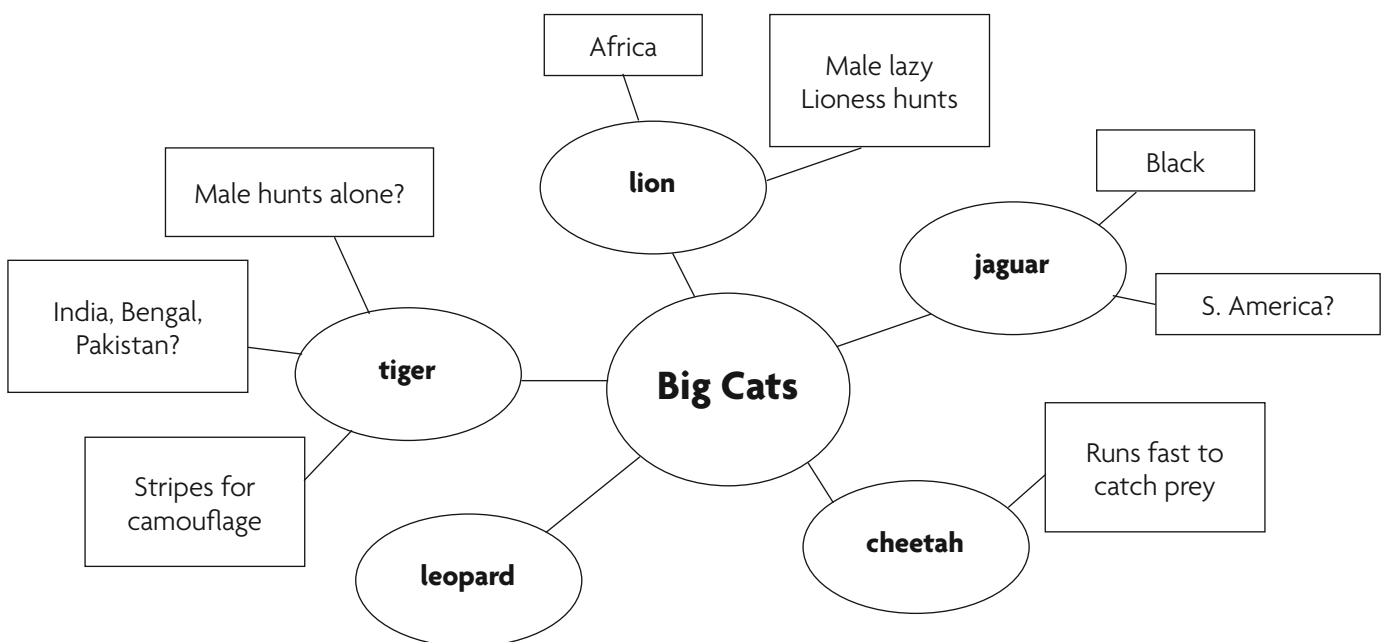 Africa
Male lazy
Lioness hunts
Black
Male hunts alone?
lion
jaguar
S. America?
India, Bengal,
Pakistan?
tiger
Big Cats
Runs fast to
catch prey
Stripes for
camouflage
cheetah
leopard